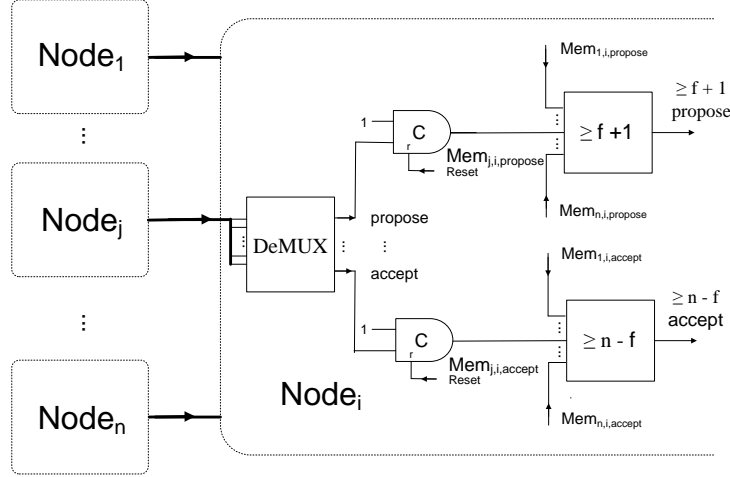 Node1
⋮
Nodej
⋮
Noden
DeMUX
⋮
propose
⋮ ⋮
accept
1
C
r
Reset
Memj,i,propose
1
C
r
Reset
Memj,i,accept
Nodei
Mem1,i,propose
⋮
⋮
≥ f +1
Memn,i,propose
≥ f + 1
propose
Mem1,i,accept
⋮
⋮
≥ n - f
Memn,i,accept
≥ n - f
accept